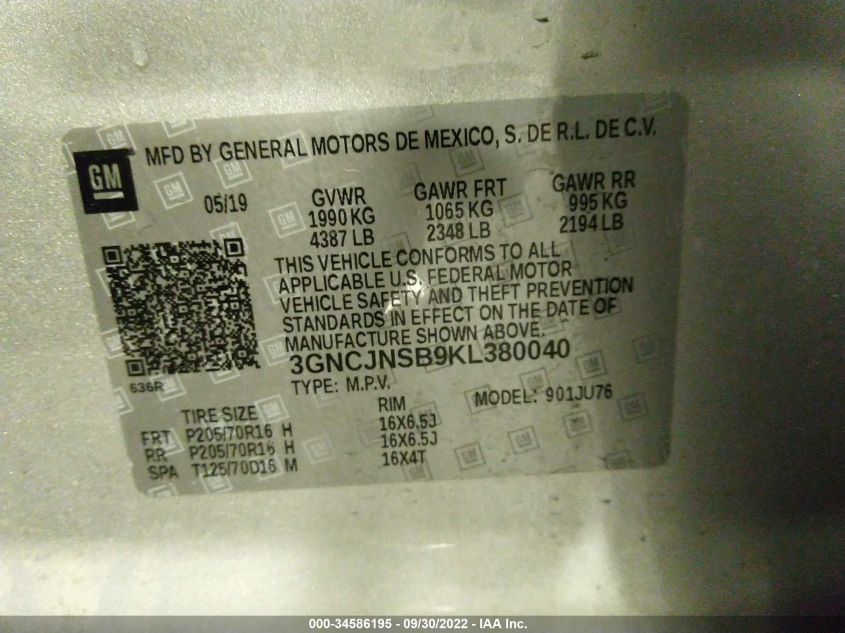 GM
® MFD BY GENERAL MOTORS DE MEXICO, S. DE R.L. DE C.V.
05/19 GVWR GAWR FRT GAWR RR
1990 KG 1065 KG 995 KG
4387 LB 2348 LB 2194 LB
THIS VEHICLE CONFORMS TO ALL
APPLICABLE U.S. FEDERAL MOTOR
VEHICLE SAFETY AND THEFT PREVENTION
STANDARDS IN EFFECT ON THE DATE OF
MANUFACTURE SHOWN ABOVE.
3GNCJNSB9KL380040
636R
TYPE: M.P.V. MODEL: 901JU76
TIRE SIZE RIM
FRT P205/70R16 H 16X6.5J
RR P205/70R16 H 16X6.5J
SPA T125/70D16 M 16X4T
000-34586195 - 09/30/2022 - IAA Inc.